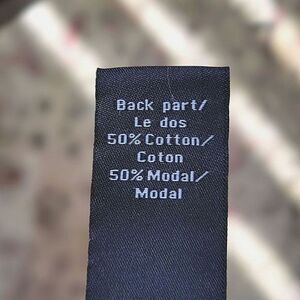 Back part/
Le dos
50% Cotton/
Coton
50% Modal/
Modal